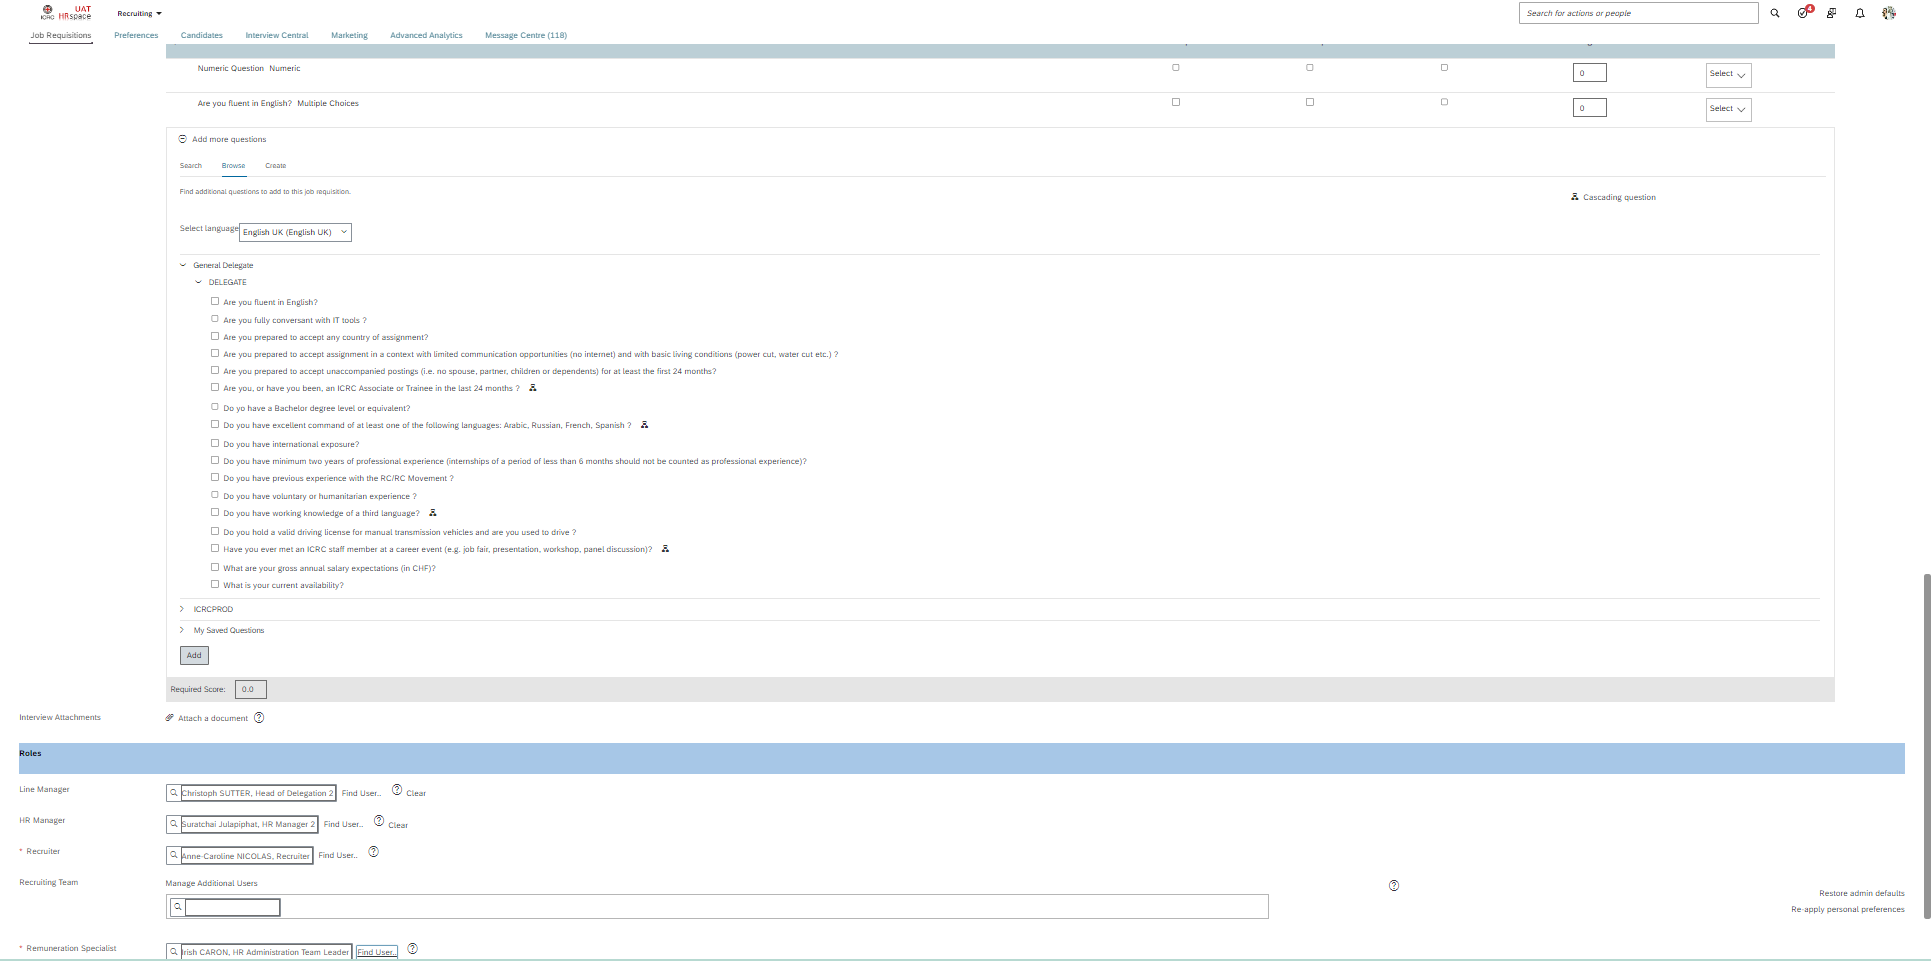 UAT
ICRC HRspace
Recruiting
Search for actions or people
4
Job Requisitions Preferences Candidates Interview Central Marketing Advanced Analytics Message Centre (118)
Numeric Question Numeric 0 Select
Are you fluent in English? Multiple Choices 0 Select
Add more questions
Search Browse Create
Find additional questions to add to this job requisition.
Cascading question
Select language English UK (English UK)
General Delegate
DELEGATE
Are you fluent in English?
Are you fully conversant with IT tools ?
Are you prepared to accept any country of assignment?
Are you prepared to accept assignment in a context with limited communication opportunities (no internet) and with basic living conditions (power cut, water cut etc.) ?
Are you prepared to accept unaccompanied postings (i.e. no spouse, partner, children or dependents) for at least the first 24 months?
Are you, or have you been, an ICRC Associate or Trainee in the last 24 months ?
Do yo have a Bachelor degree level or equivalent?
Do you have excellent command of at least one of the following languages: Arabic, Russian, French, Spanish ?
Do you have international exposure?
Do you have minimum two years of professional experience (internships of a period of less than 6 months should not be counted as professional experience)?
Do you have previous experience with the RC/RC Movement ?
Do you have voluntary or humanitarian experience ?
Do you have working knowledge of a third language?
Do you hold a valid driving license for manual transmission vehicles and are you used to drive ?
Have you ever met an ICRC staff member at a career event (e.g. job fair, presentation, workshop, panel discussion)?
What are your gross annual salary expectations (in CHF)?
What is your current availability?
ICRCPROD
My Saved Questions
Add
Required Score: 0.0
Interview Attachments Attach a document ?
Roles
Line Manager Christoph SUTTER, Head of Delegation 2 Find User.. ? Clear
HR Manager Suratchai Julapiphat, HR Manager 2 Find User.. ? Clear
* Recruiter Anne-Caroline NICOLAS, Recruiter Find User.. ?
Recruiting Team Manage Additional Users ?
Restore admin defaults
Re-apply personal preferences
* Remuneration Specialist Irish CARON, HR Administration Team Leader Find User.. ?